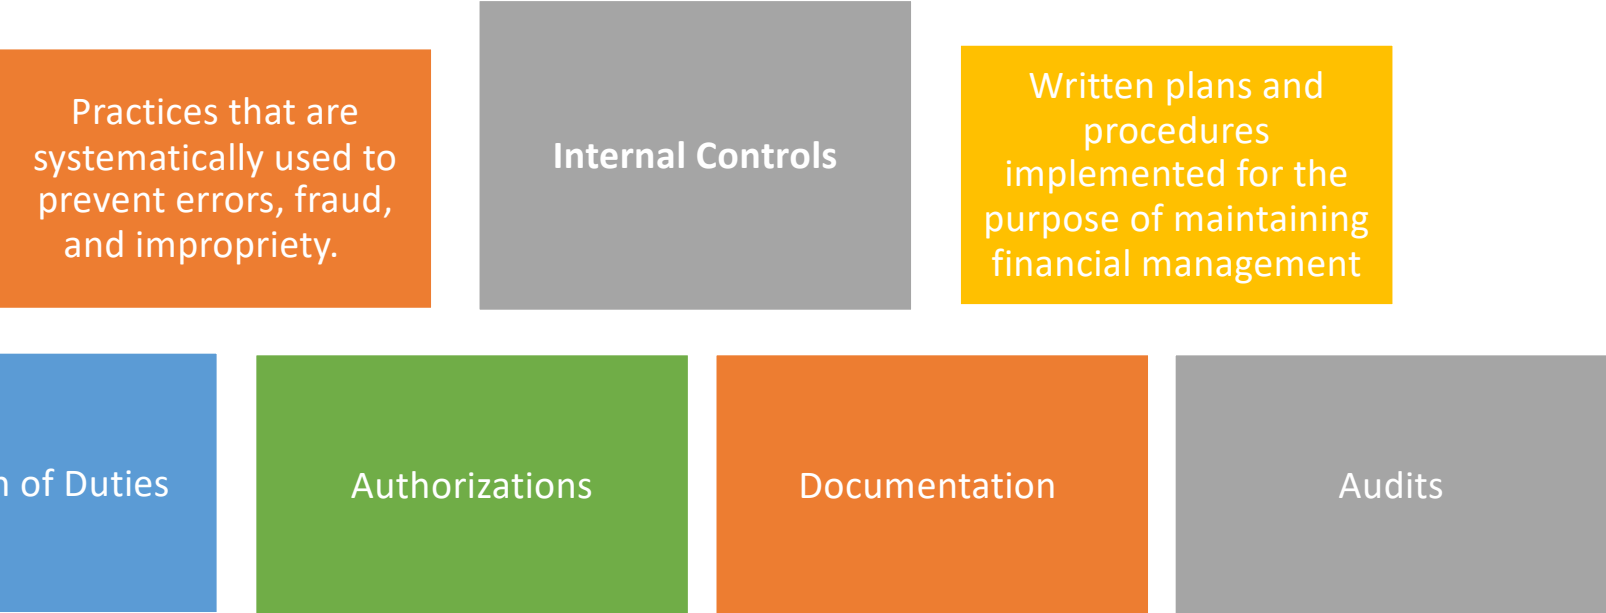 Practices that are
systematically used to
prevent errors, fraud,
and impropriety.
Internal Controls
Written plans and
procedures
implemented for the
purpose of maintaining
financial management
of Duties
Authorizations
Documentation
Audits